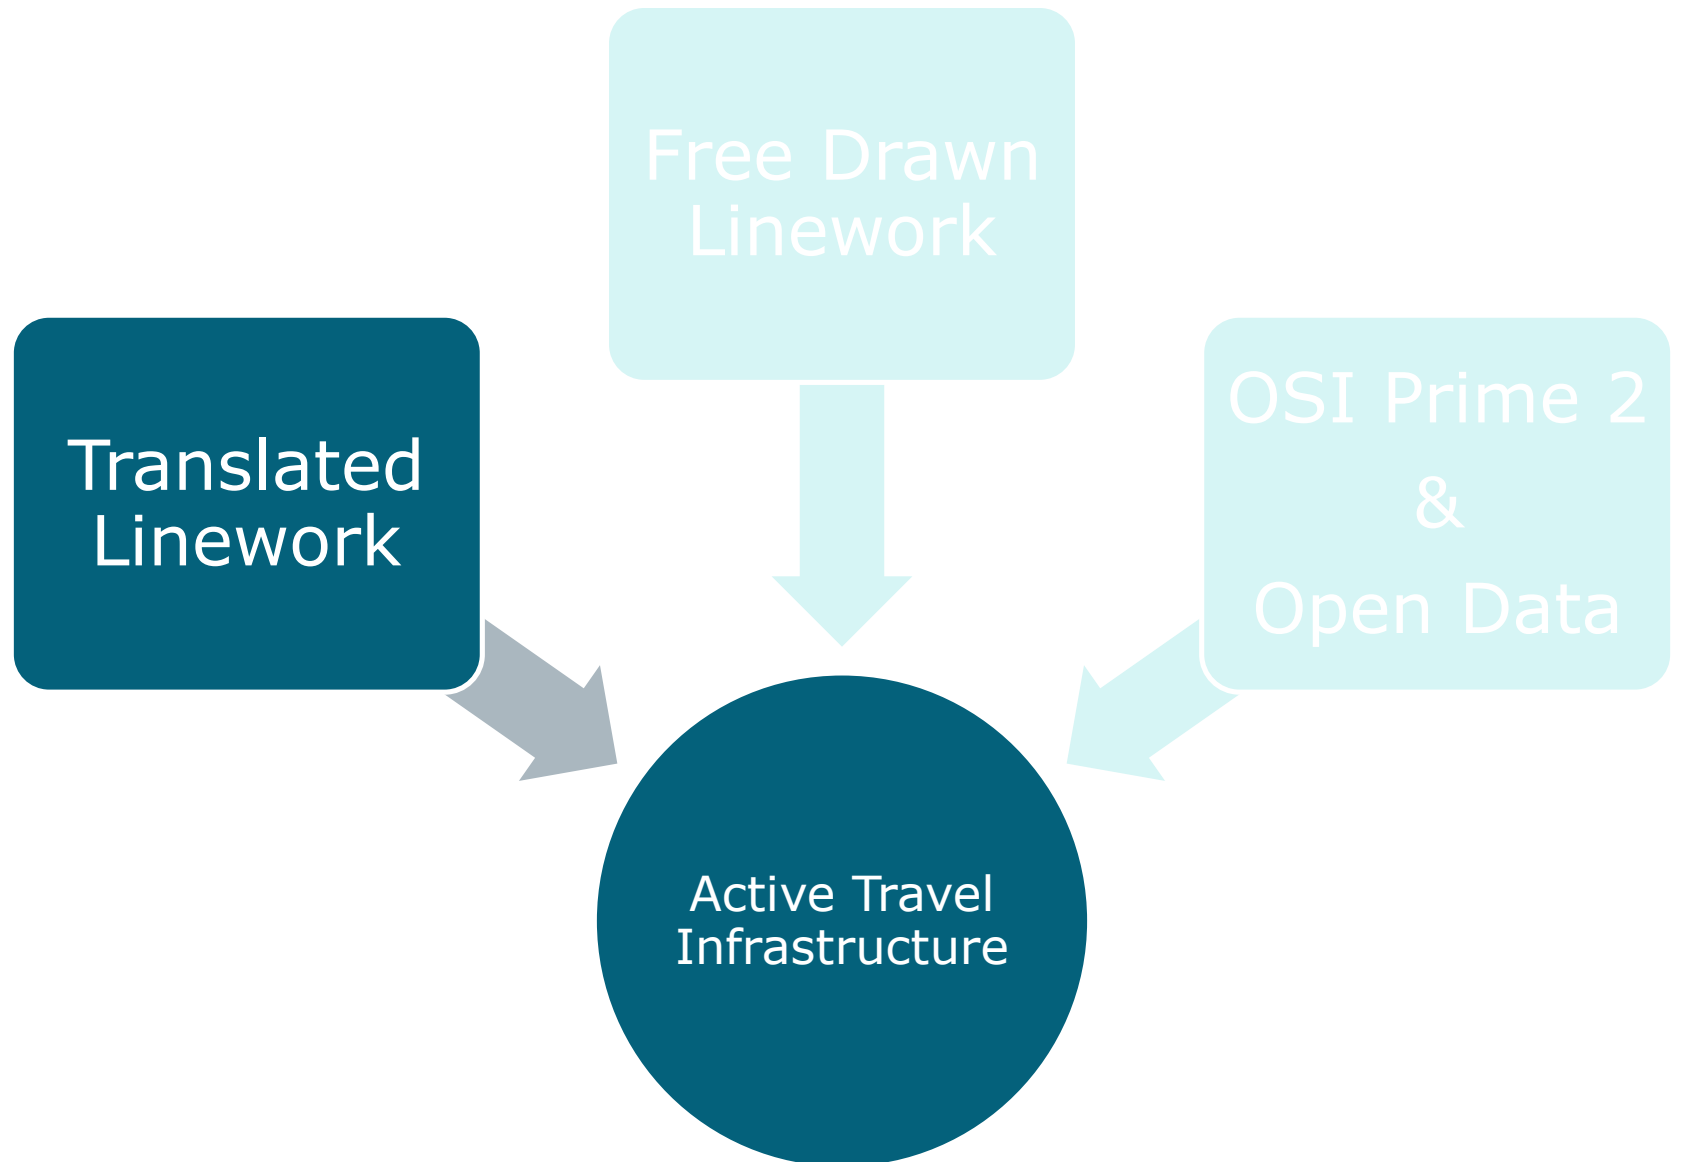 Free Drawn
Linework
Translated
Linework
OSI Prime 2
&
Open Data
Active Travel
Infrastructure